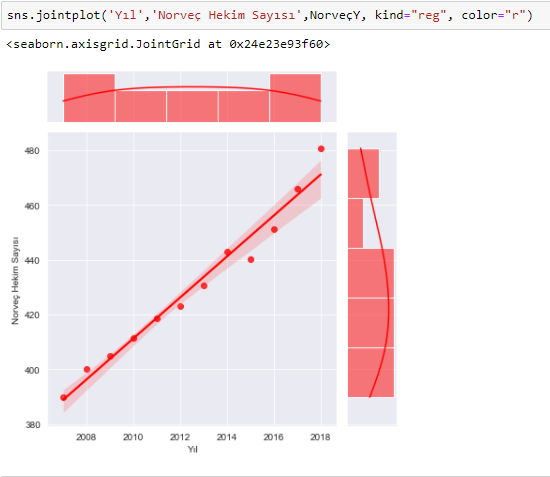 sns.jointplot('Yıl','Norveç Hekim Sayısı',NorveçY, kind="reg", color="r")
<seaborn.axisgrid.JointGrid at 0x24e23e93f60>
480
460
440
420
400
380
Norveç Hekim Sayısı
2008 2010 2012 2014 2016 2018
Yıl